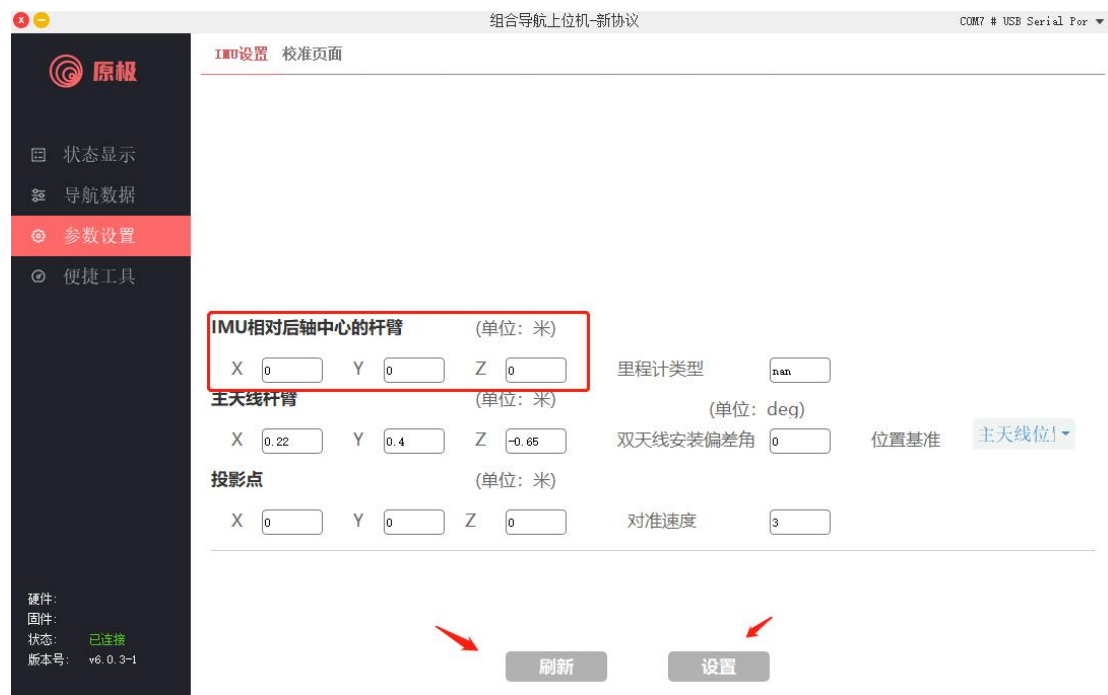 组合导航上位机-新协议
COM7 # USB Serial Por
原极
IMU设置 校准页面
状态显示
导航数据
参数设置
便捷工具
IMU相对后轴中心的杆臂 (单位：米)
X 0 Y 0 Z 0 里程计类型 nan
主天线杆臂 (单位：米) (单位：deg)
X 0.22 Y 0.4 Z -0.65 双天线安装偏差角 0 位置基准 主天线位
投影点 (单位：米)
X 0 Y 0 Z 0 对准速度 3
硬件:
固件:
状态: 已连接
版本号: v6.0.3-1
刷新 设置